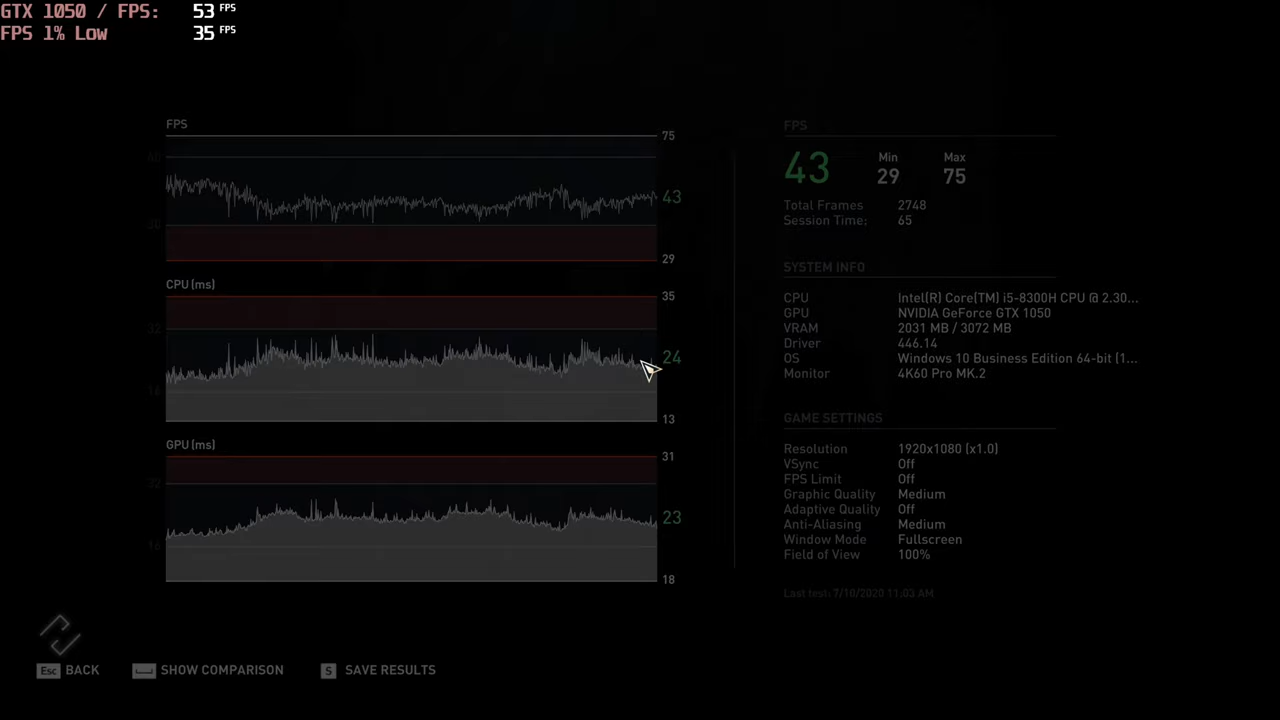 GTX 1050 / FPS: 53 FPS
FPS 1% Low 35 FPS
FPS
75
60
43
30
29
CPU (ms)
35
32
24
16
13
GPU (ms)
31
22
23
16
18
FPS
43
Min Max
29 75
Total Frames 2748
Session Time: 65
SYSTEM INFO
CPU Intel(R) Core(TM) i5-8300H CPU @ 2.30...
GPU NVIDIA GeForce GTX 1050
VRAM 2031 MB / 3072 MB
Driver 446.14
OS Windows 10 Business Edition 64-bit (1...
Monitor 4K60 Pro MK.2
GAME SETTINGS
Resolution 1920x1080 (x1.0)
VSync Off
FPS Limit Off
Graphic Quality Medium
Adaptive Quality Off
Anti-Aliasing Medium
Window Mode Fullscreen
Field of View 100%
Last test: 7/10/2020 11:03 AM
Esc BACK
SHOW COMPARISON
S SAVE RESULTS